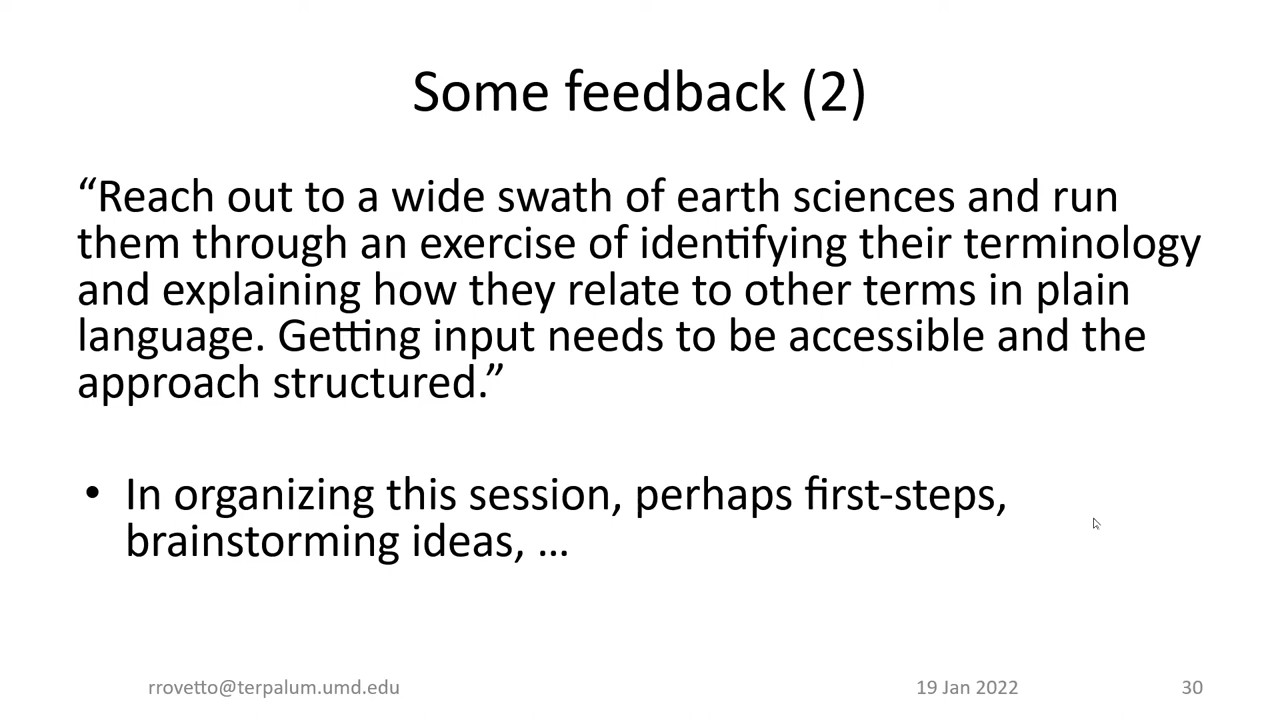 Some feedback (2)
“Reach out to a wide swath of earth sciences and run
them through an exercise of identifying their terminology
and explaining how they relate to other terms in plain
language. Getting input needs to be accessible and the
approach structured.”
• In organizing this session, perhaps first-steps,
brainstorming ideas, ...
rrovetto@terpalum.umd.edu 19 Jan 2022 30